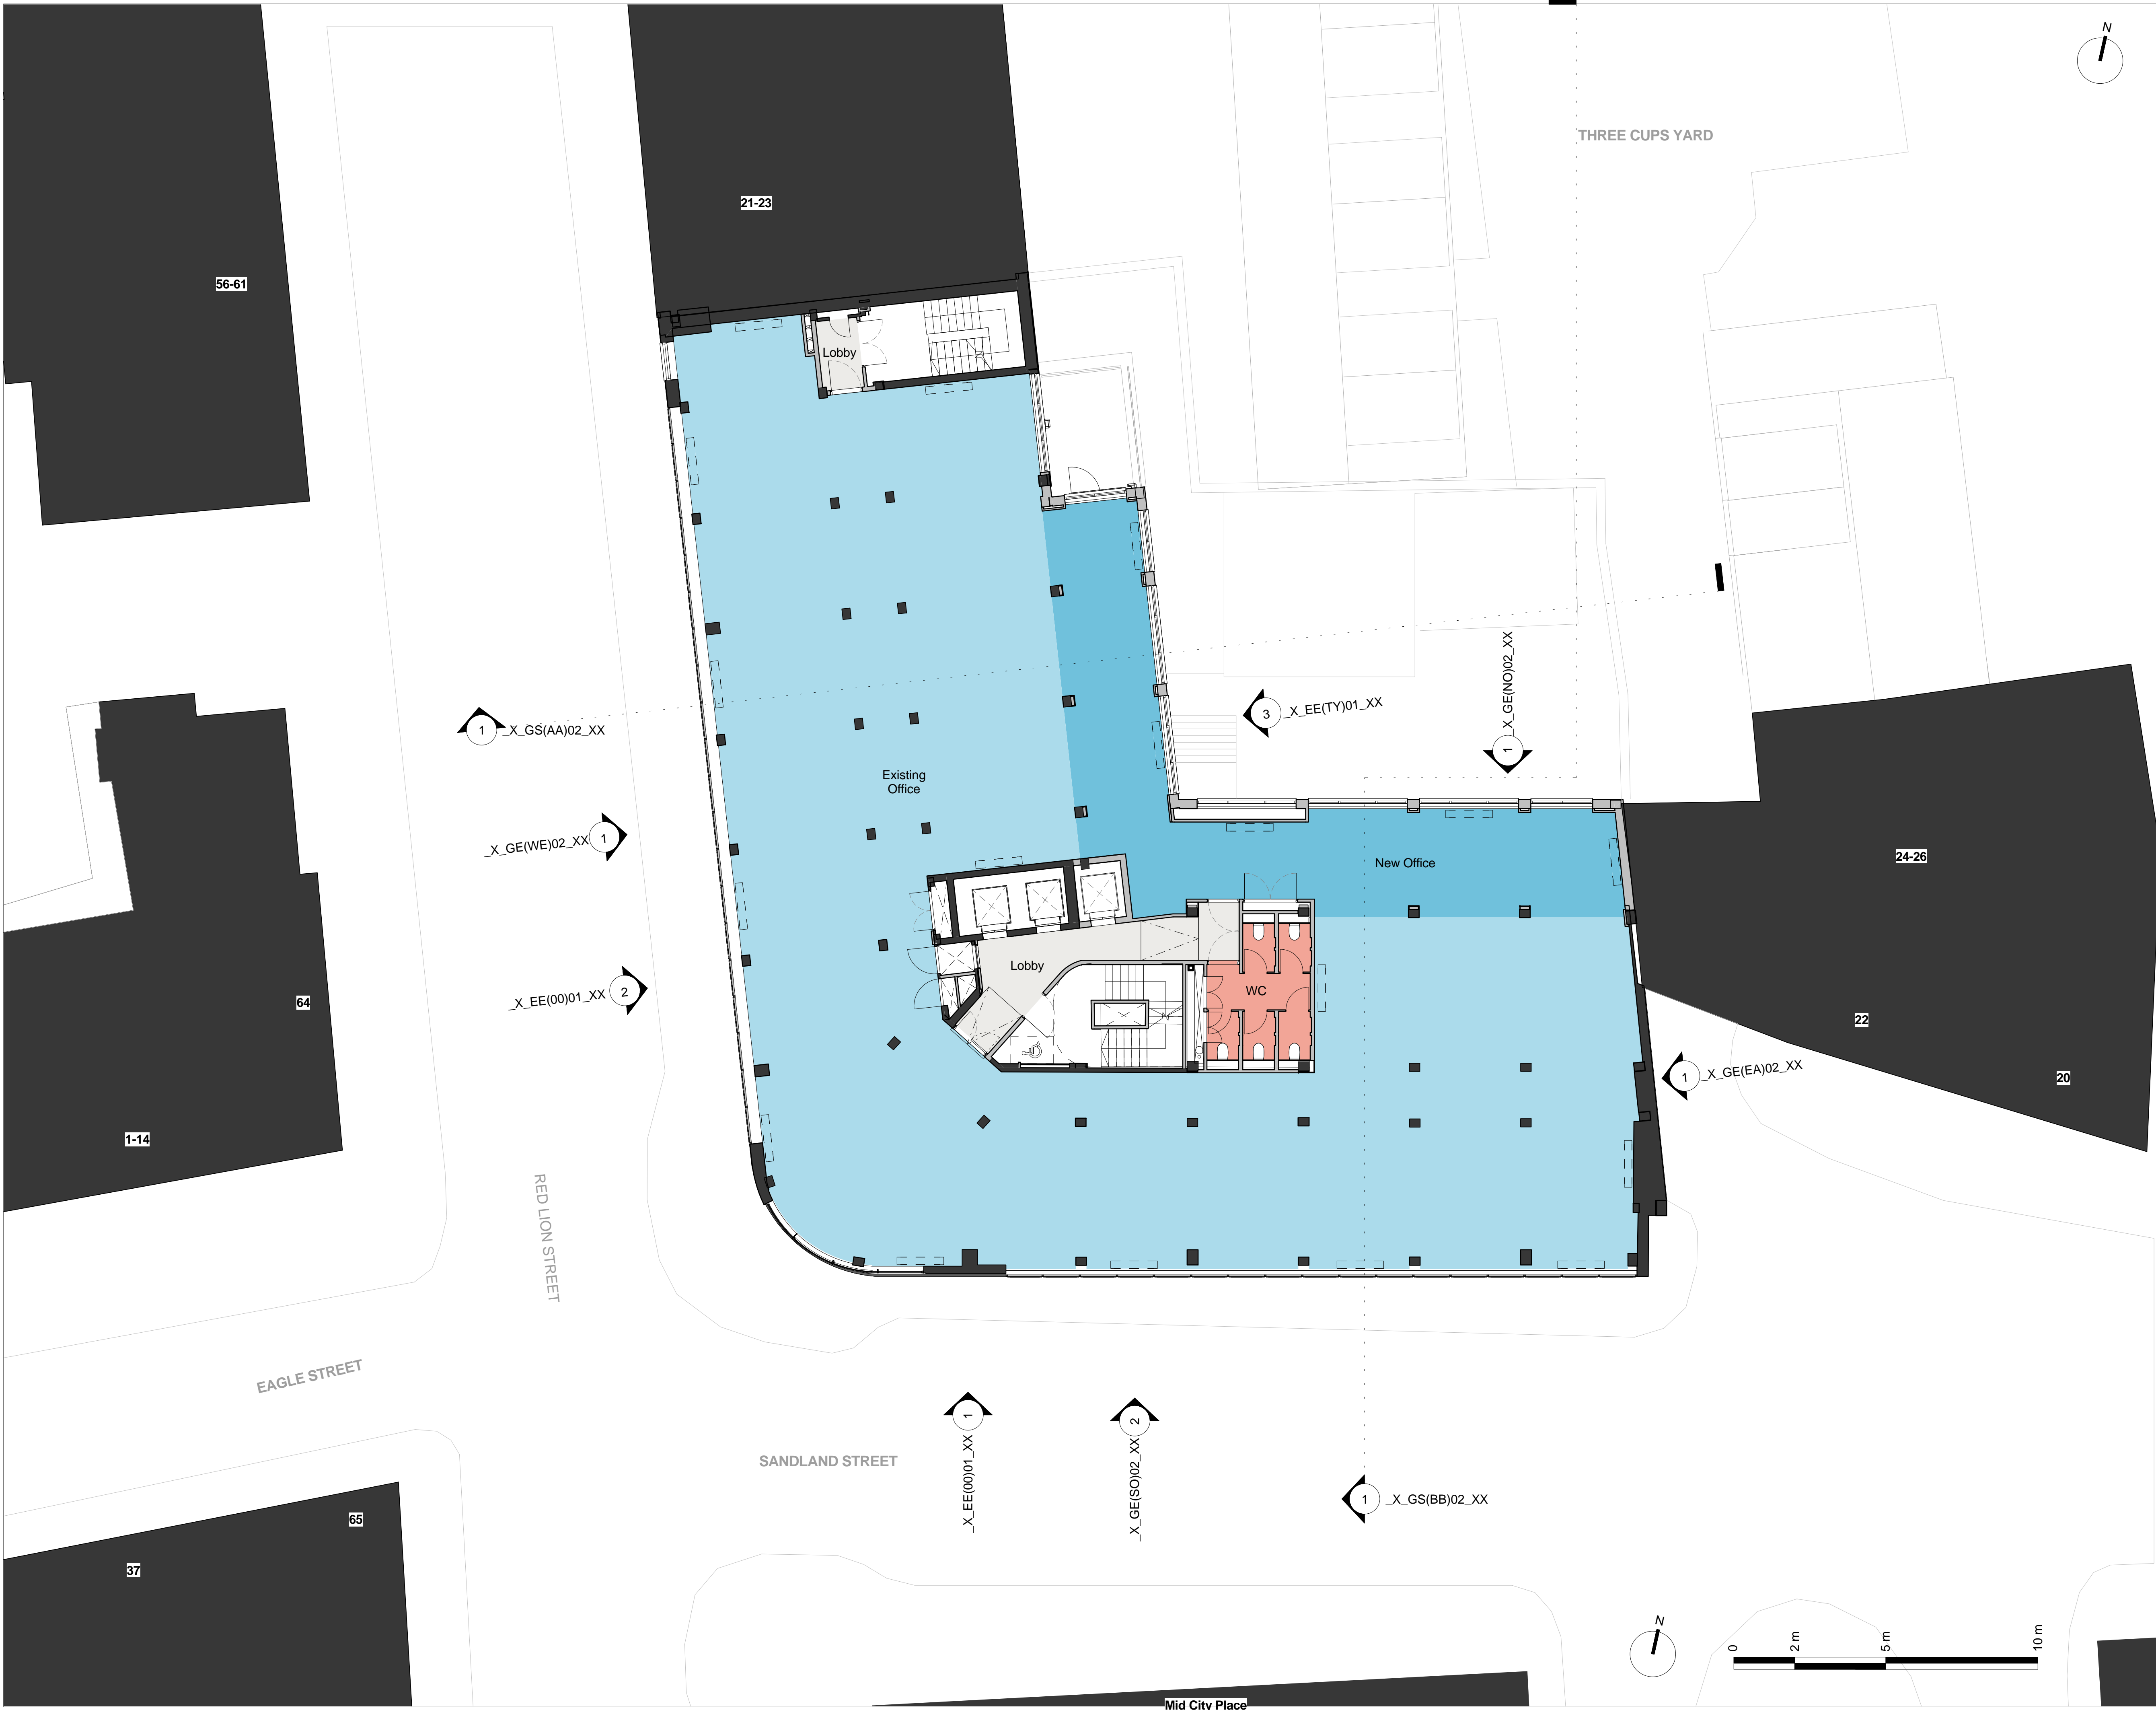 N
THREE CUPS YARD
21-23
56-61
Lobby
_X_GE(NO)02_XX
1
3
_X_EE(TY)01_XX
1
_X_GS(AA)02_XX
Existing
Office
_X_GE(WE)02_XX
1
New Office
24-26
Lobby
WC
_X_EE(00)01_XX
2
64
22
1
_X_GE(EA)02_XX
20
1-14
RED LION STREET
EAGLE STREET
1
_X_EE(00)01_XX
2
_X_GE(SO)02_XX
SANDLAND STREET
1
_X_GS(BB)02_XX
65
37
N
0
2 m
5 m
10 m
Mid City Place